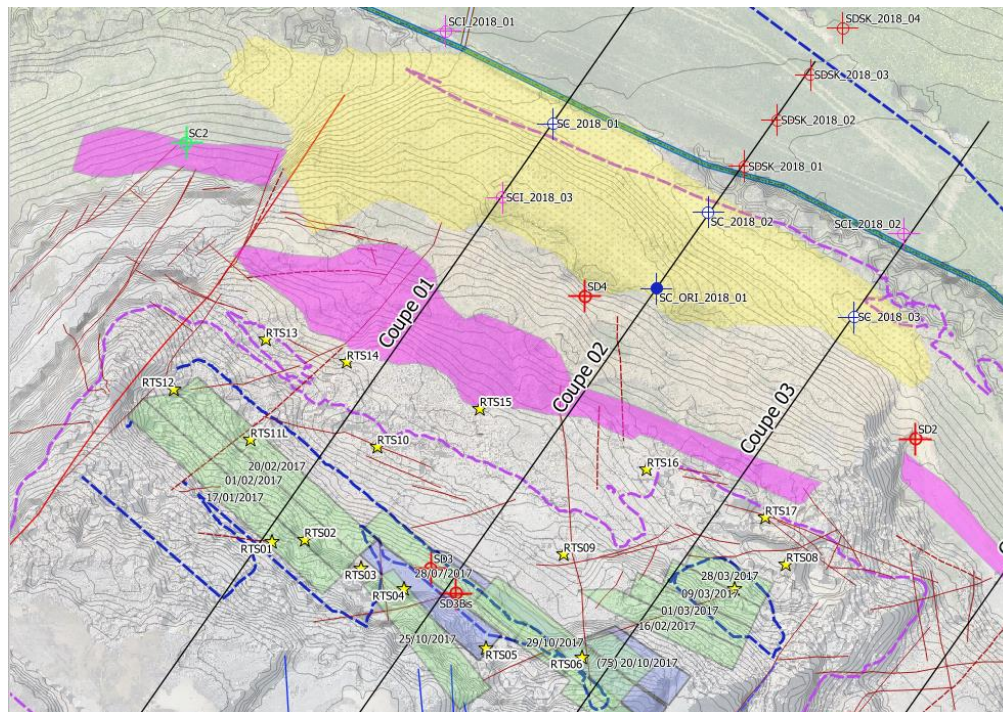 SCI_2018_01
SDSK_2018_04
SDSK_2018_03
SC_2018_01
SDSK_2018_02
SC2
SDSK_2018_01
SCI_2018_03
SC_2018_02
SCI_2018_02
SD4
SC_ORI_2018_01
SC_2018_03
Coupe 01
RTS13
RTS14
Coupe 02
RTS12
RTS15
Coupe 03
RTS11L
RTS10
SD2
20/02/2017
01/02/2017
RTS16
17/01/2017
RTS17
RTS01
RTS02
RTS09
SD3
RTS08
RTS03
28/07/2017
28/03/2017
RTS04
SD3Bis
09/03/2017
01/03/2017
16/02/2017
25/10/2017
29/10/2017
RTS05
RTS06
(75) 20/10/2017